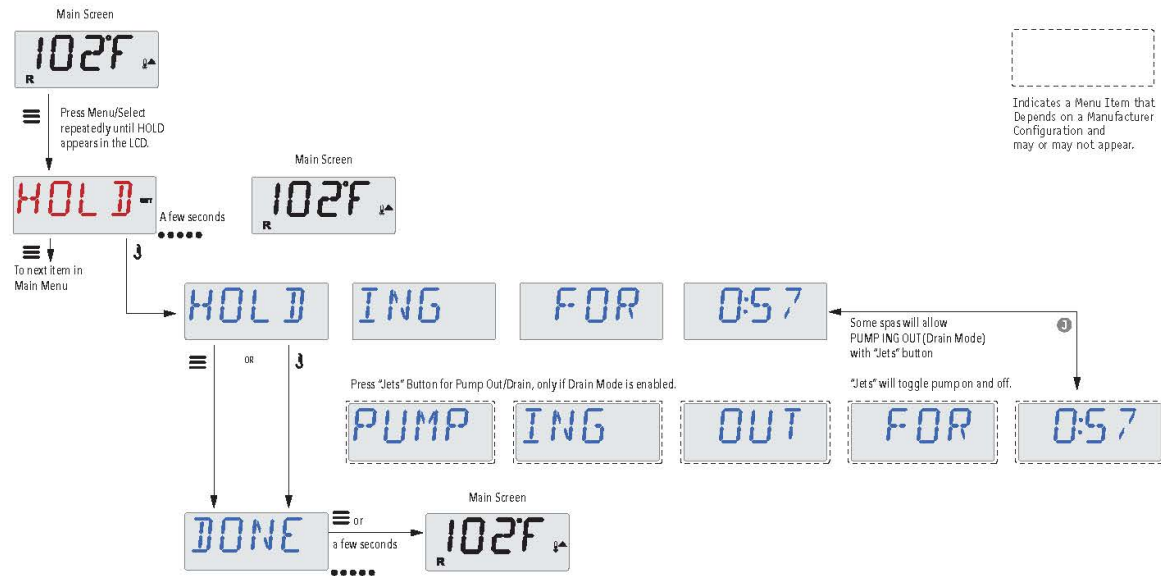 Main Screen
102°F
R
Press Menu/Select
repeatedly until HOLD
appears in the LCD.
Indicates a Menu Item that
Depends on a Manufacturer
Configuration and
may or may not appear.
HOLD
SET
A few seconds
Main Screen
102°F
R
To next item in
Main Menu
HOLD
ING
FOR
0:57
OR
Some spas will allow
PUMP ING OUT (Drain Mode)
with "Jets" button
J
Press "Jets" Button for Pump Out/Drain, only if Drain Mode is enabled.
"Jets" will toggle pump on and off.
PUMP
ING
OUT
FOR
0:57
DONE
or
a few seconds
Main Screen
102°F
R